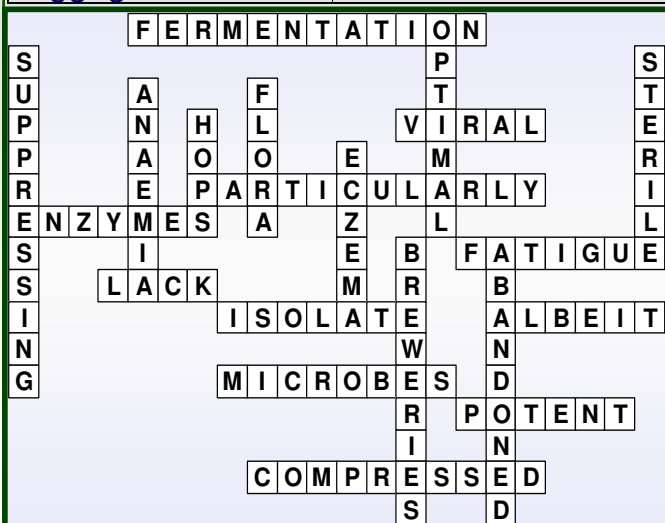 FERMENTATION
OPTIMAL
SUPPRESSING
STERILE
ANAEMIA
FLORA
HOPS
VIRAL
ECZEMA
PARTICULARLY
ENZYMES
BREWERIES
FATIGUE
ABANDONED
LACK
ISOLATE
ALBEIT
MICROBES
POTENT
COMPRESSED